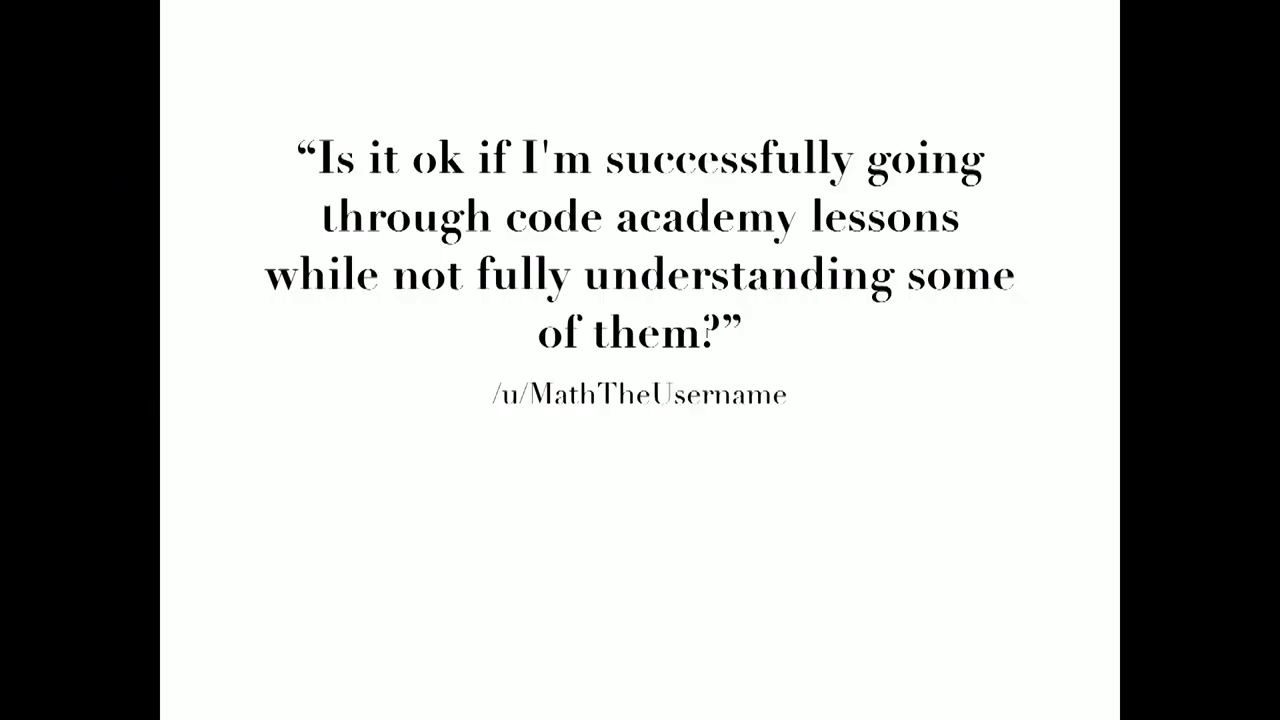 “Is it ok if I'm successfully going
through code academy lessons
while not fully understanding some
of them?”
/u/MathTheUsername